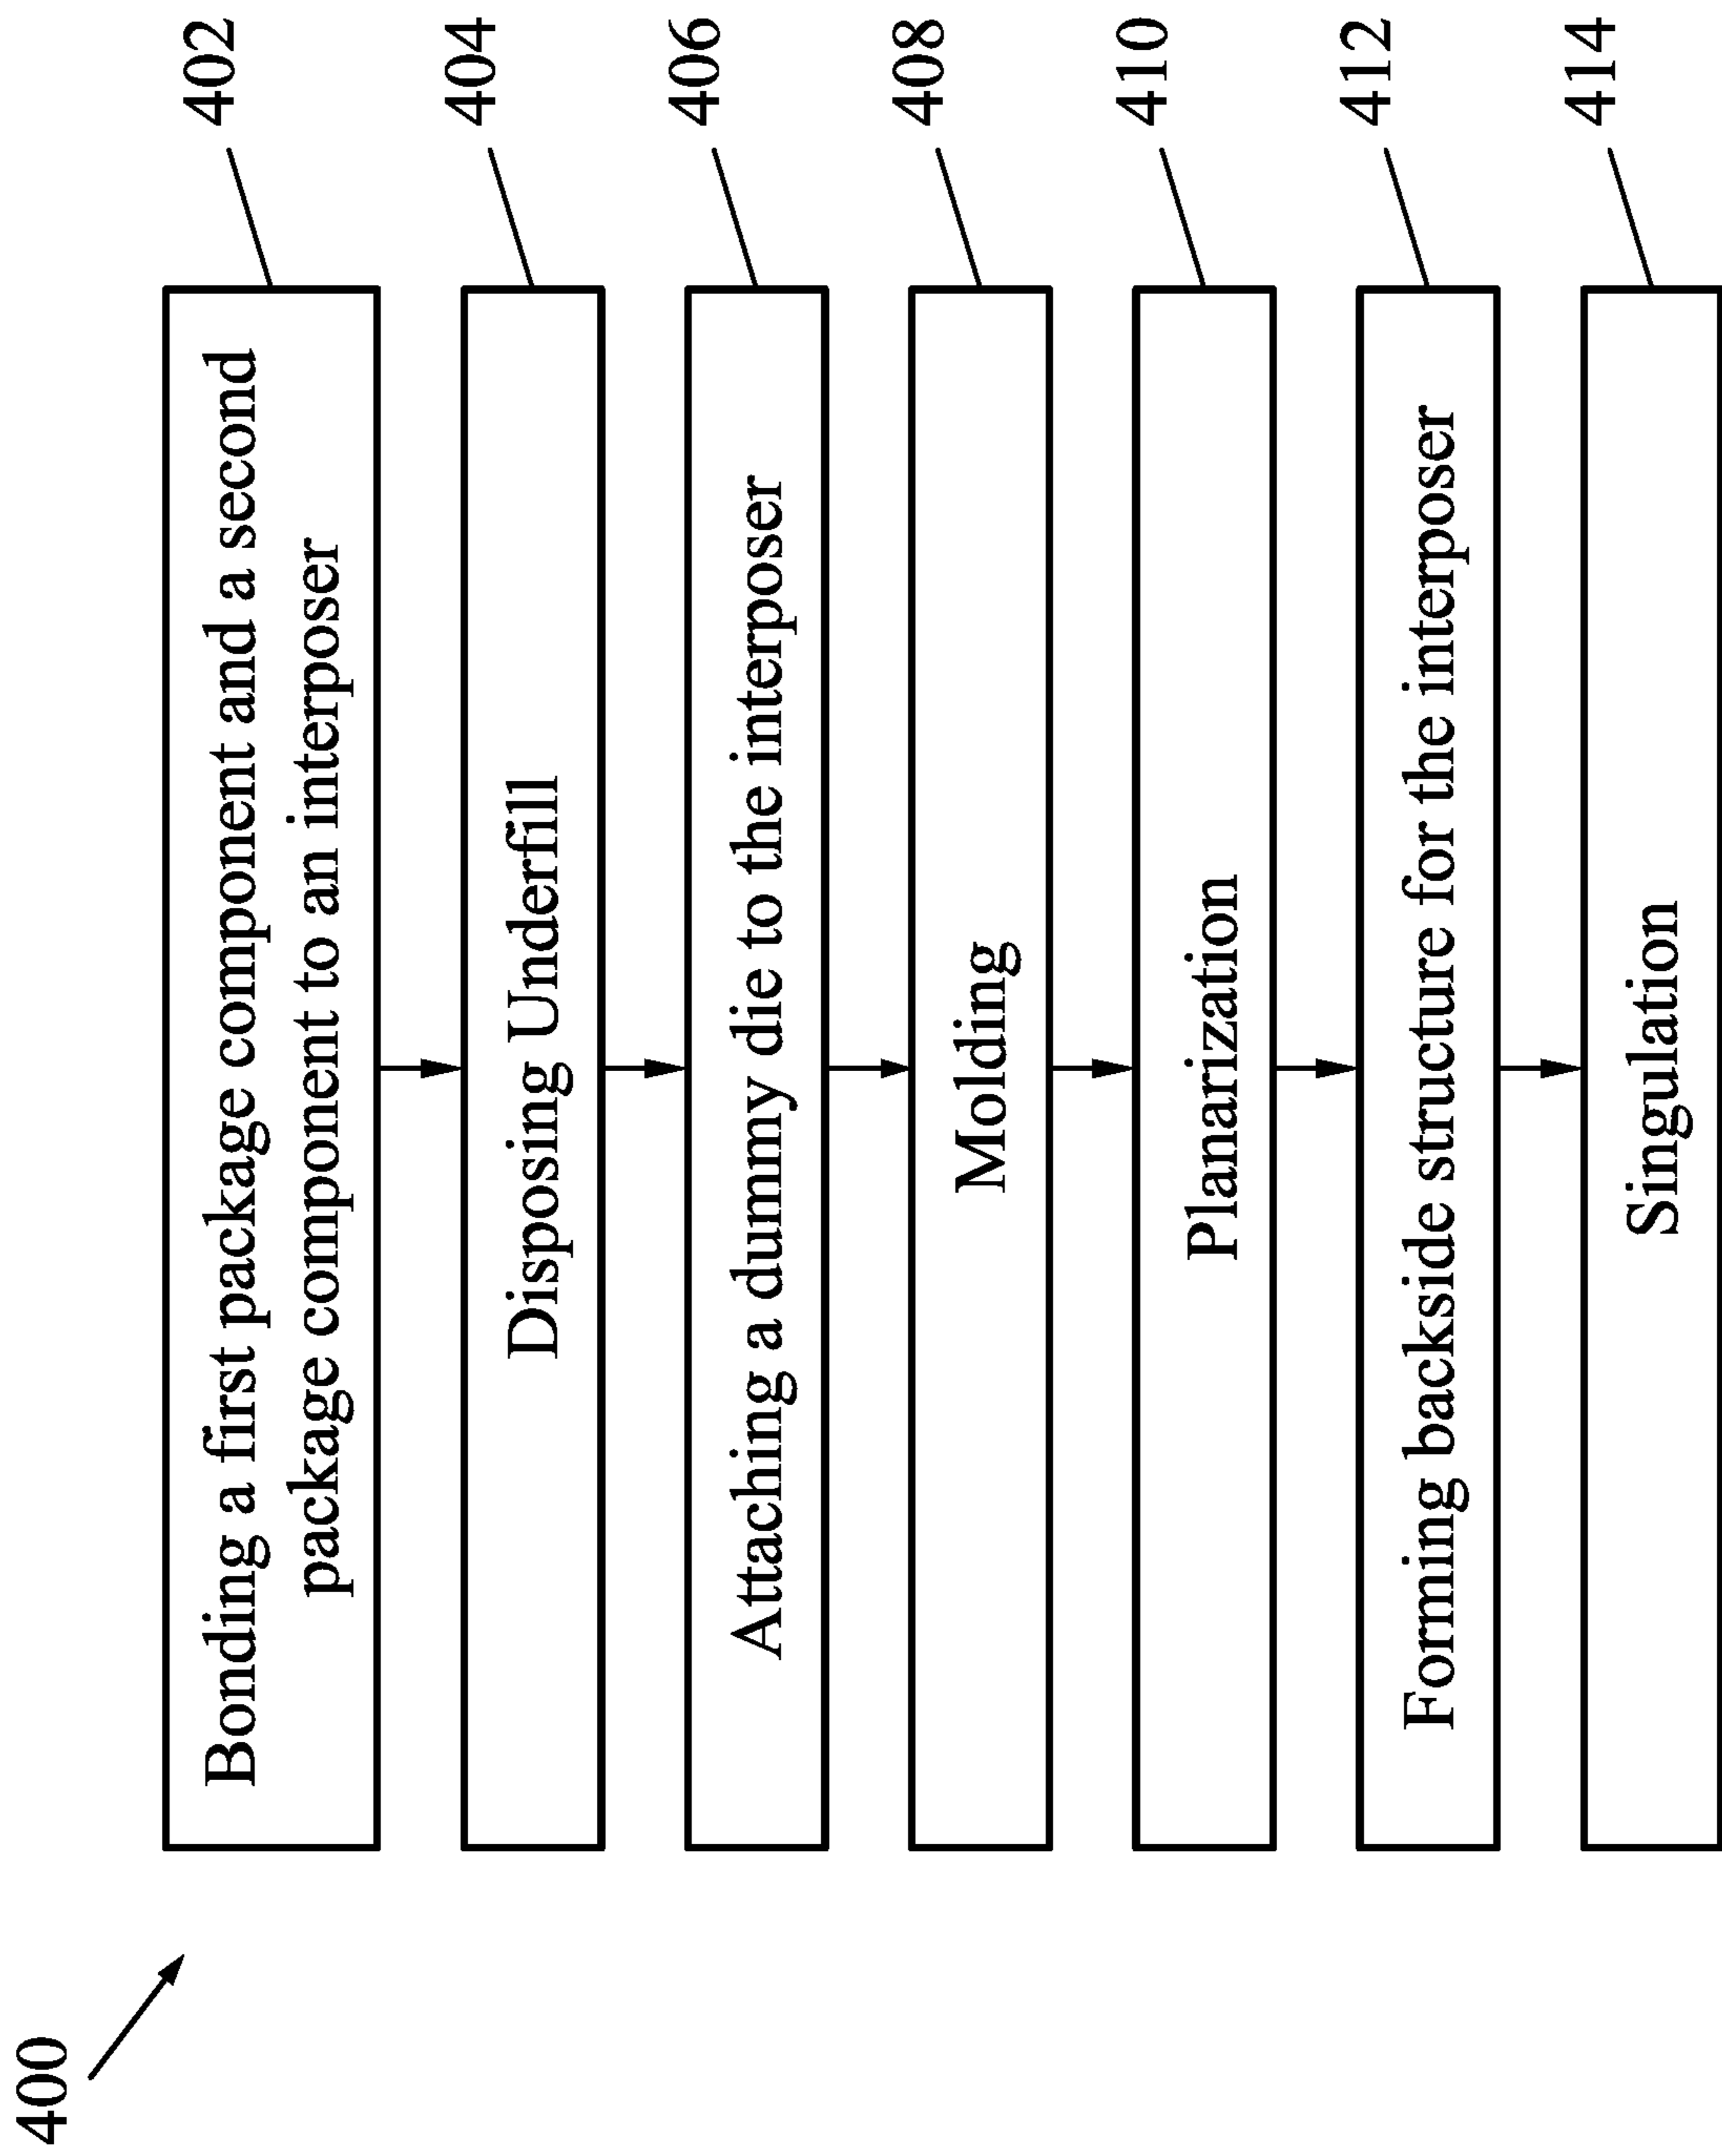 400
Bonding a first package component and a second
package component to an interposer
402
Disposing Underfill
404
Attaching a dummy die to the interposer
406
Molding
408
Planarization
410
Forming backside structure for the interposer
412
Singulation
414